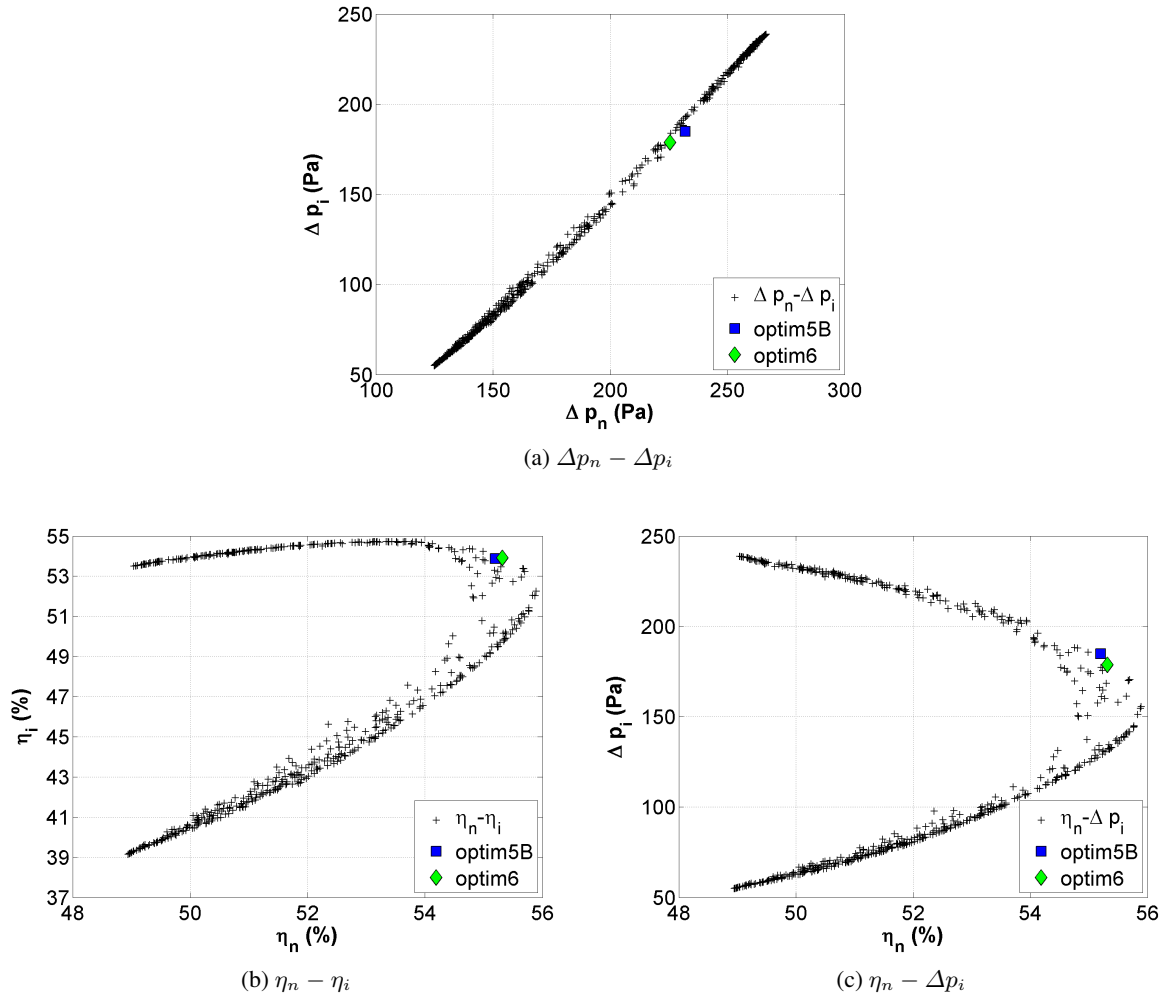 250
200
150
100
50
Δ p_i (Pa)
100 150 200 250 300
Δ p_n (Pa)
Δ p_n-Δ p_i
optim5B
optim6
(a) Δp_n − Δp_i
55
53
51
49
47
45
43
41
39
37
η_i (%)
48 50 52 54 56
η_n (%)
η_n-η_i
optim5B
optim6
(b) η_n − η_i
250
200
150
100
50
Δ p_i (Pa)
48 50 52 54 56
η_n (%)
η_n-Δ p_i
optim5B
optim6
(c) η_n − Δp_i